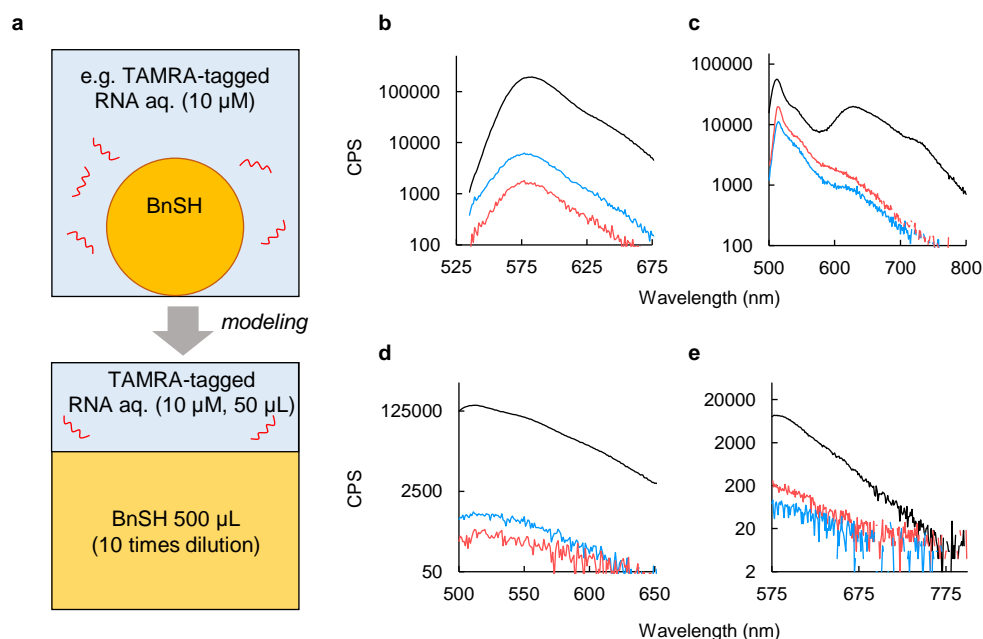 a
e.g. TAMRA-tagged
RNA aq. (10 µM)
BnSH
modeling
TAMRA-tagged
RNA aq. (10 µM, 50 µL)
BnSH 500 µL
(10 times dilution)
b
CPS
100000
10000
1000
100
525 575 625 675
c
100000
10000
1000
100
500 600 700 800
Wavelength (nm)
d
CPS
125000
2500
50
500 550 600 650
e
20000
2000
200
20
2
575 675 775
Wavelength (nm)